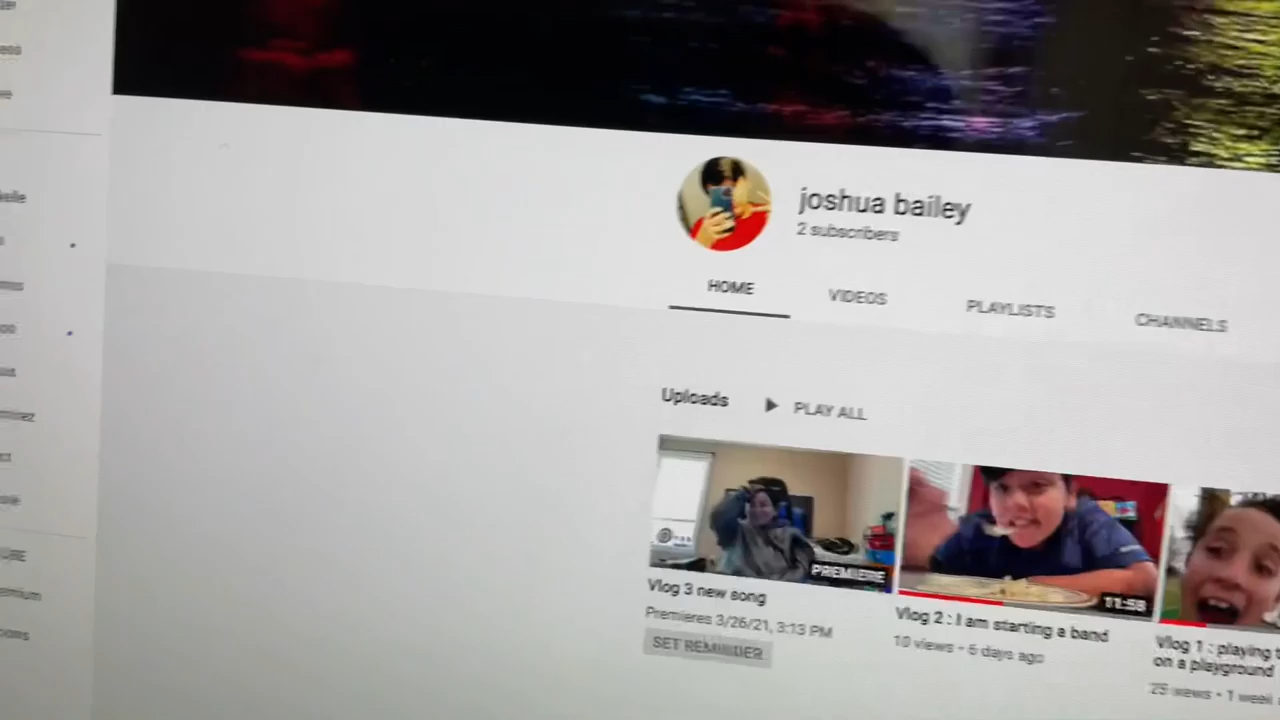 joshua bailey
2 subscribers
HOME VIDEOS PLAYLISTS CHANNELS
Uploads PLAY ALL
PREMIERE
11:58
Vlog 3 new song
Premieres 3/26/21, 3:13 PM
SET REMINDER
Vlog 2 : I am starting a band
10 views • 6 days ago
Vlog 1 : playing
on a playground
25 views • 1 week